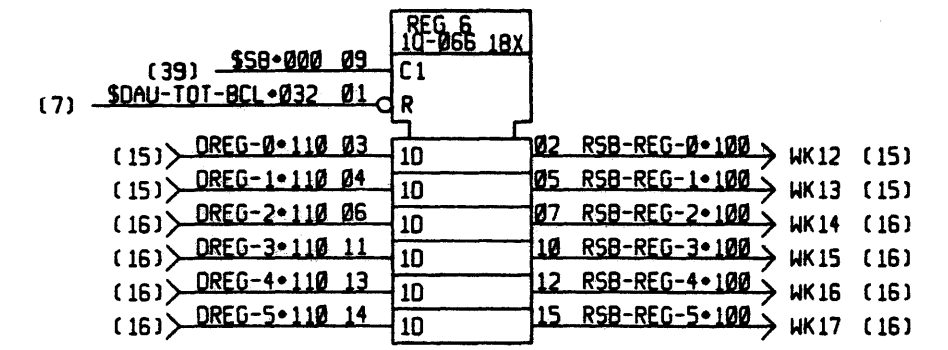 REG 6
10-066 18X
(39) $SB•000 09 C1
(7) $DAU-TOT-BCL•032 01 R
(15) DREG-0•110 03 1D 02 RSB-REG-0•100 WK12 (15)
(15) DREG-1•110 04 1D 05 RSB-REG-1•100 WK13 (15)
(16) DREG-2•110 06 1D 07 RSB-REG-2•100 WK14 (16)
(16) DREG-3•110 11 1D 10 RSB-REG-3•100 WK15 (16)
(16) DREG-4•110 13 1D 12 RSB-REG-4•100 WK16 (16)
(16) DREG-5•110 14 1D 15 RSB-REG-5•100 WK17 (16)